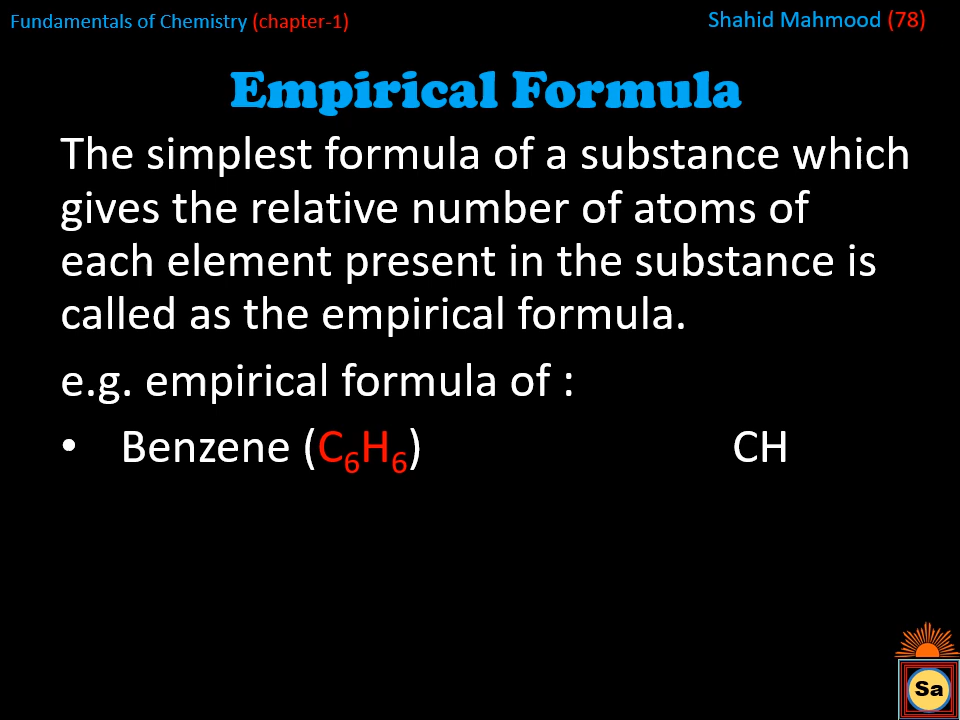 Fundamentals of Chemistry (chapter-1)
Shahid Mahmood (78)
Empirical Formula
The simplest formula of a substance which
gives the relative number of atoms of
each element present in the substance is
called as the empirical formula.
e.g. empirical formula of :
• Benzene (C₆H₆) CH
Sa